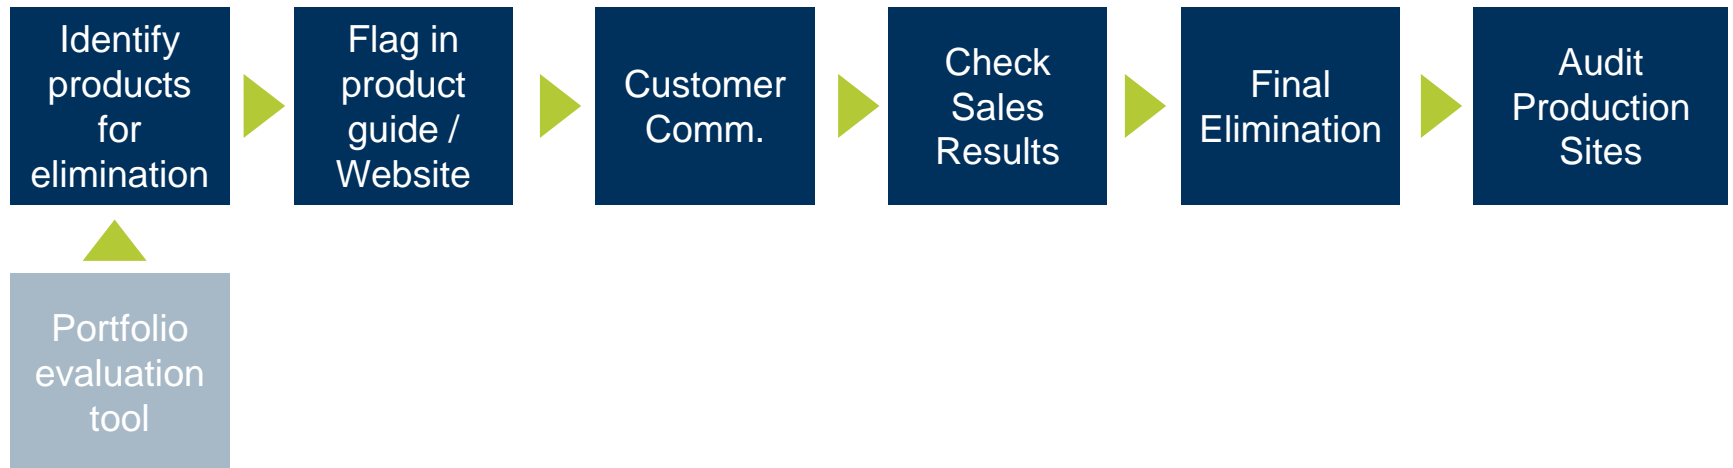 Identify
products
for
elimination
Flag in
product
guide /
Website
Customer
Comm.
Check
Sales
Results
Final
Elimination
Audit
Production
Sites
Portfolio
evaluation
tool